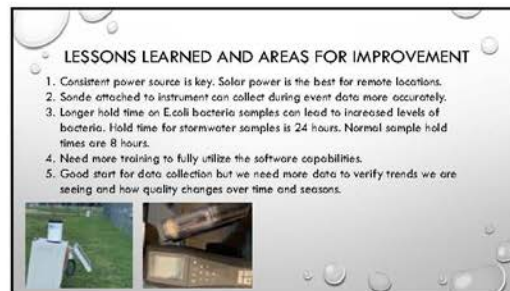 LESSONS LEARNED AND AREAS FOR IMPROVEMENT
1. Consistent power source is key. Solar power is the best for remote locations.
2. Sonde attached to instrument can collect during event data more accurately.
3. Longer hold time on E.coli bacteria samples can lead to increased levels of
bacteria. Hold time for stormwater samples is 24 hours. Normal sample hold
times are 8 hours.
4. Need more training to fully utilize the software capabilities.
5. Good start for data collection but we need more data to verify trends we are
seeing and how quality changes over time and seasons.